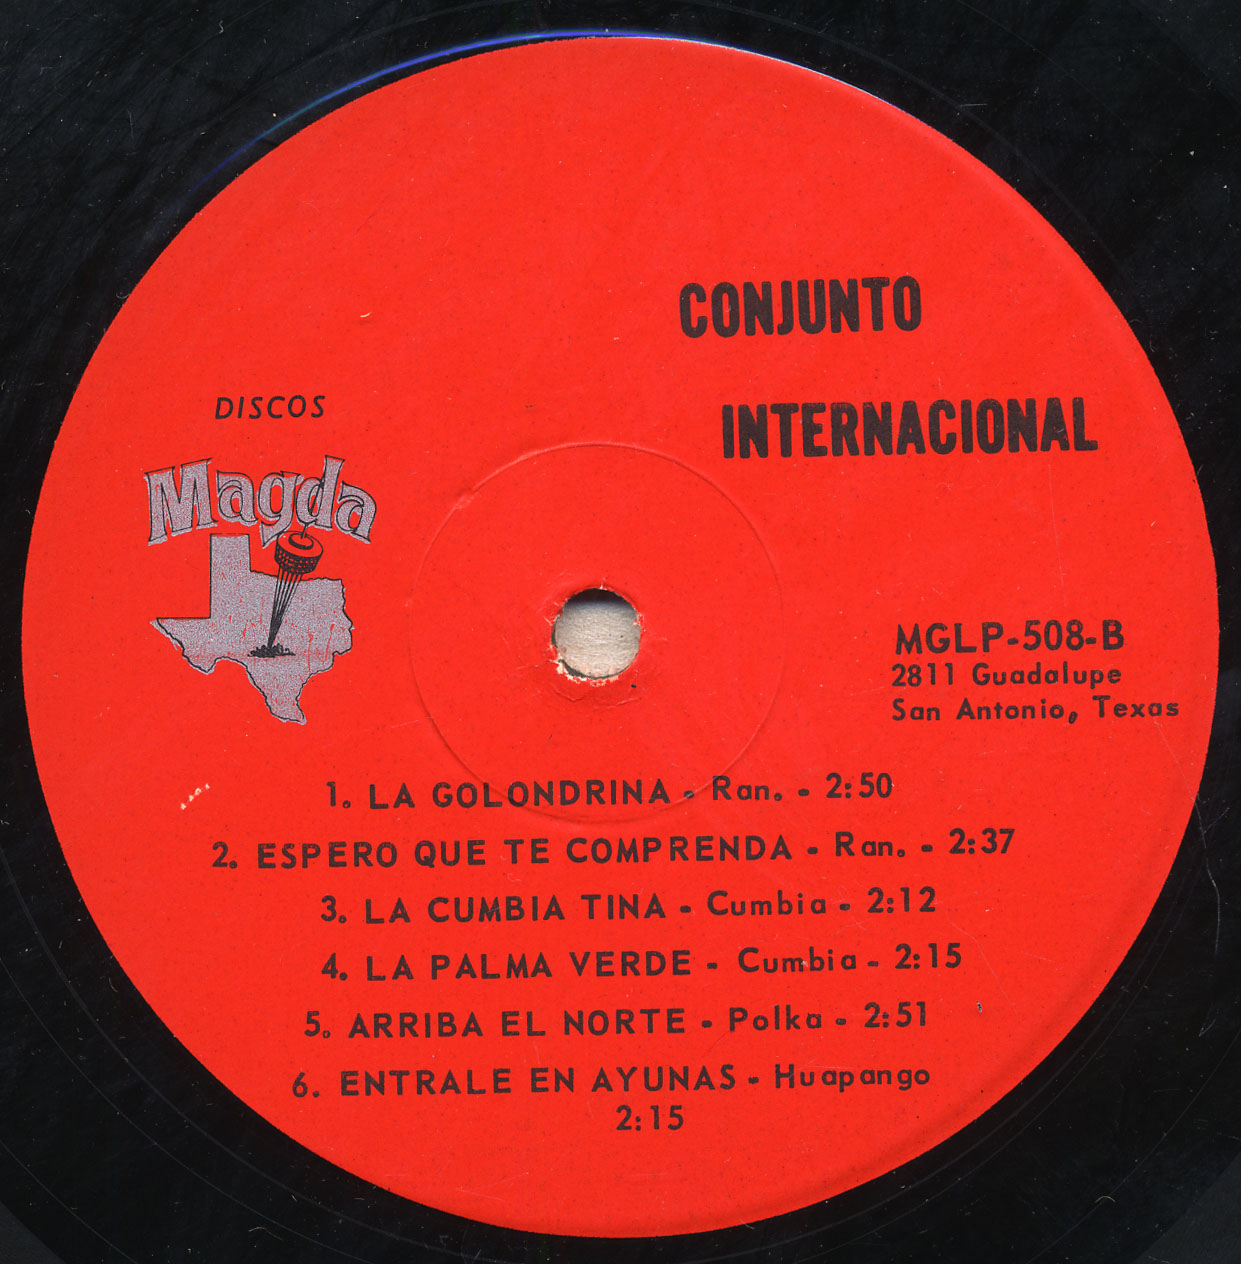 CONJUNTO
INTERNACIONAL
DISCOS
Magda
MGLP-508-B
2811 Guadalupe
San Antonio, Texas
1. LA GOLONDRINA - Ran. - 2:50
2. ESPERO QUE TE COMPRENDA - Ran. - 2:37
3. LA CUMBIA TINA - Cumbia - 2:12
4. LA PALMA VERDE - Cumbia - 2:15
5. ARRIBA EL NORTE - Polka - 2:51
6. ENTRALE EN AYUNAS - Huapango
2:15